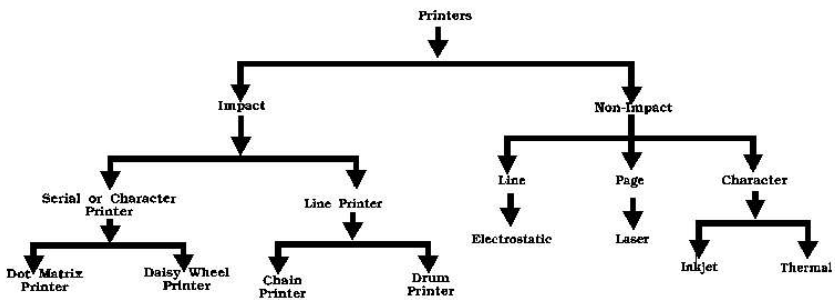 Printers
Impact
Non-Impact
Serial or Character
Printer
Line Printer
Line
Page
Character
Electrostatic
Laser
Inkjet
Thermal
Dot Matrix
Printer
Daisy Wheel
Printer
Chain
Printer
Drum
Printer